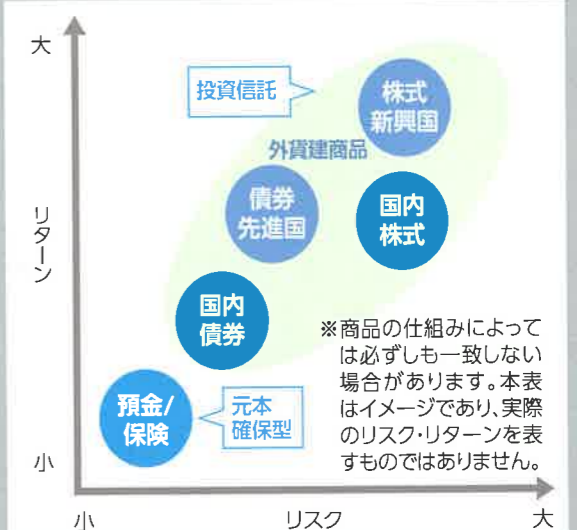 大
投資信託
株式
新興国
外貨建商品
債券
先進国
国内
株式
リターン
国内
債券
※商品の仕組みによって
は必ずしも一致しない
場合があります。本表
はイメージであり、実際
のリスク・リターンを表
すものではありません。
預金/
保険
元本
確保型
小
小
リスク
大